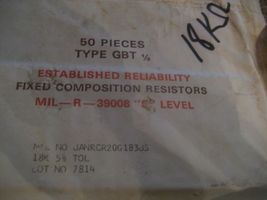 50 PIECES
TYPE GBT ½
18KΩ
ESTABLISHED RELIABILITY
FIXED COMPOSITION RESISTORS
MIL—R—39008 "S" LEVEL
MIL NO JANRCR20G183JS
18K 5% TOL
LOT NO 7814